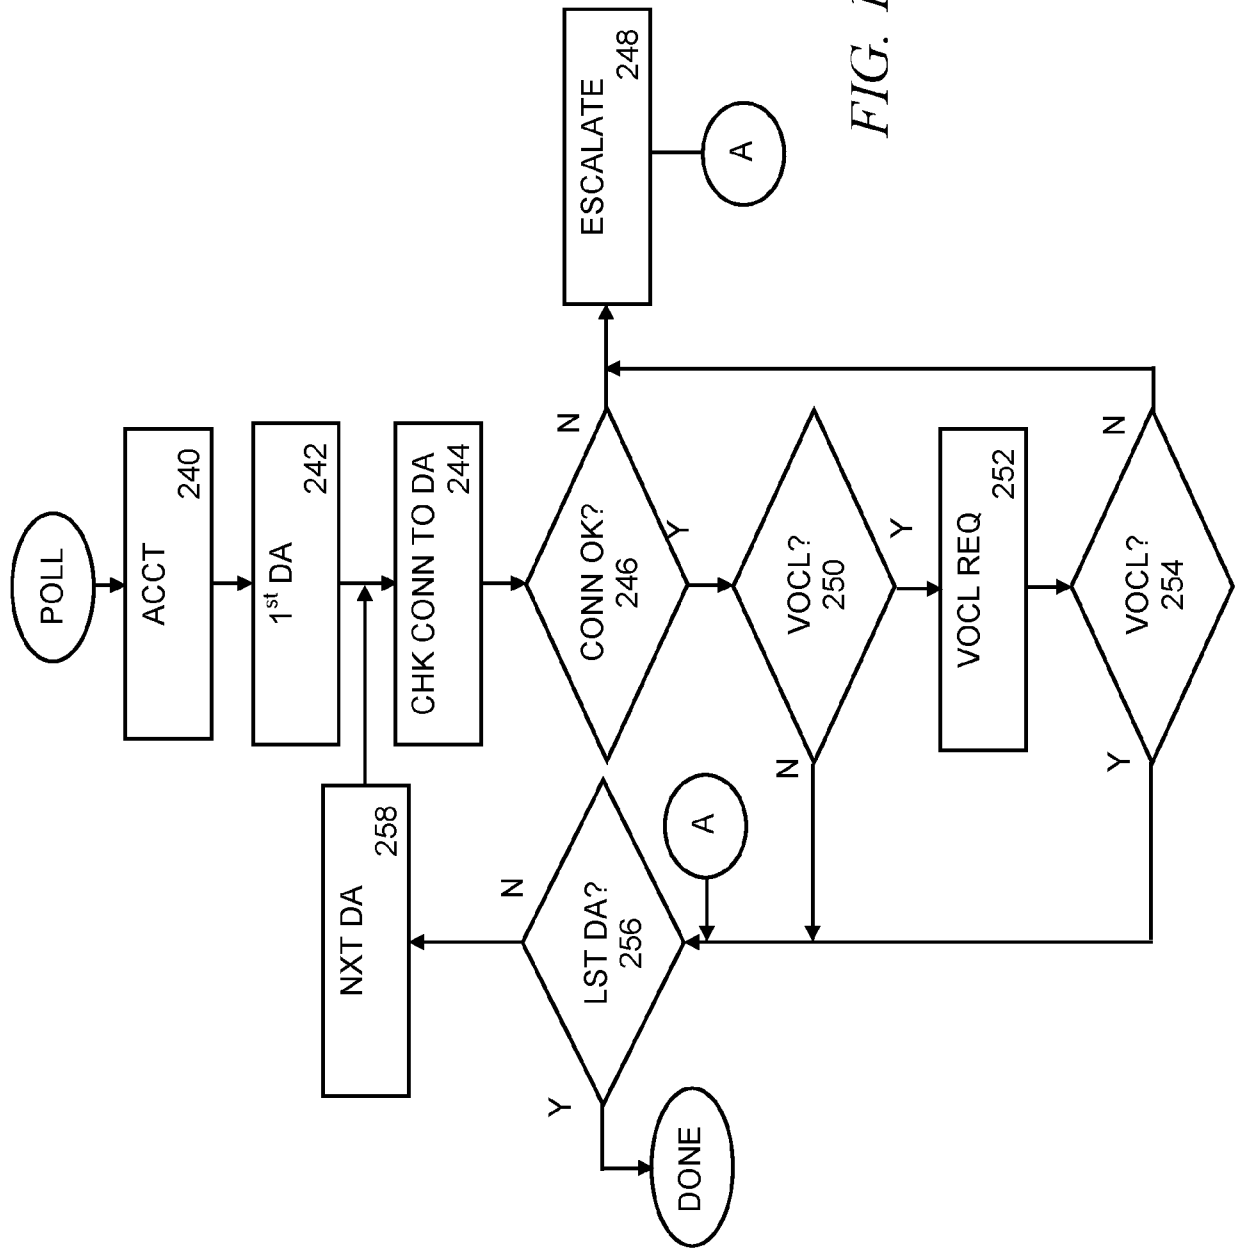 POLL
ACCT
240
1st DA
242
NXT DA
258
CHK CONN TO DA
244
CONN OK?
246
N
Y
ESCALATE
248
A
LST DA?
256
N
Y
A
DONE
VOCL?
250
N
Y
VOCL REQ
252
VOCL?
254
N
Y
FIG.